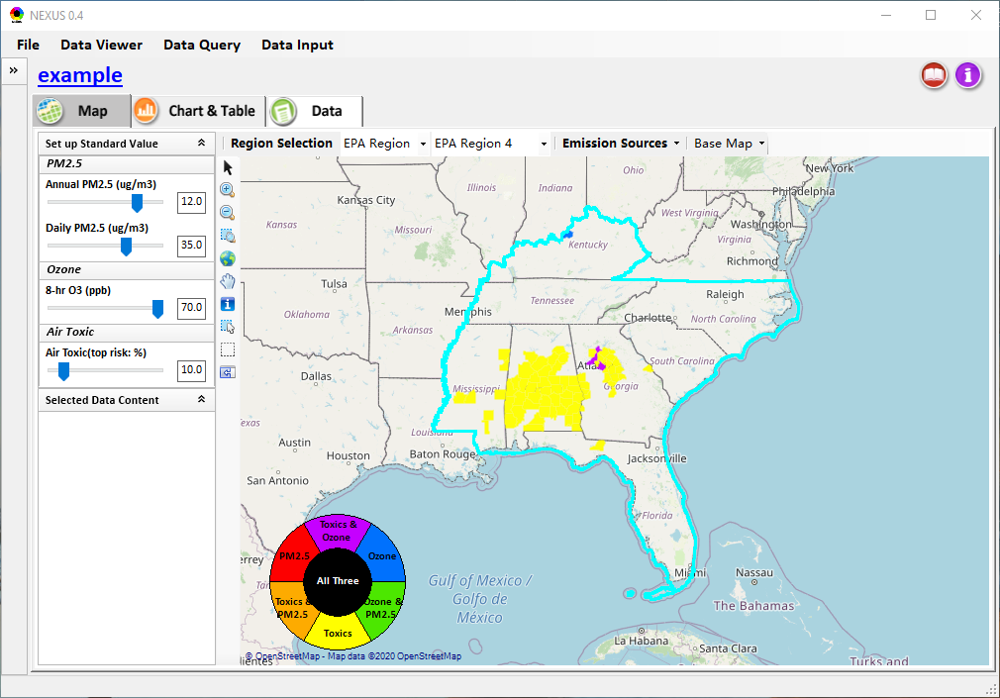 NEXUS 0.4
File Data Viewer Data Query Data Input
»
example
Map Chart & Table Data
Set up Standard Value
PM2.5
Annual PM2.5 (ug/m3)
12.0
Daily PM2.5 (ug/m3)
35.0
Ozone
8-hr O3 (ppb)
70.0
Air Toxic
Air Toxic(top risk: %)
10.0
Selected Data Content
Region Selection EPA Region EPA Region 4 Emission Sources Base Map
New York
Ohio
Illinois Indiana
Philadelphia
Kansas City
West Virginia
Washington
Kansas
Missouri
Virginia
Kentucky
Richmond
Tulsa
Tennessee
Raleigh
Memphis
Oklahoma
Charlotte
North Carolina
Arkansas
South Carolina
Atla
Dallas
Mississippi
Georgia
exas
Louisiana
Austin
Baton Rouge
Houston
Jacksonville
San Antonio
Florida
Toxics &
Ozone
PM2.5
Ozone
All Three
Toxics &
PM2.5
Ozone &
PM2.5
Toxics
errey
Tar
Miami
Nassau
Gulf of Mexico /
Golfo de
México
The Bahamas
La Habana
Santa Clara
lientes
Turks and
© OpenStreetMap - Map data ©2020 OpenStreetMap